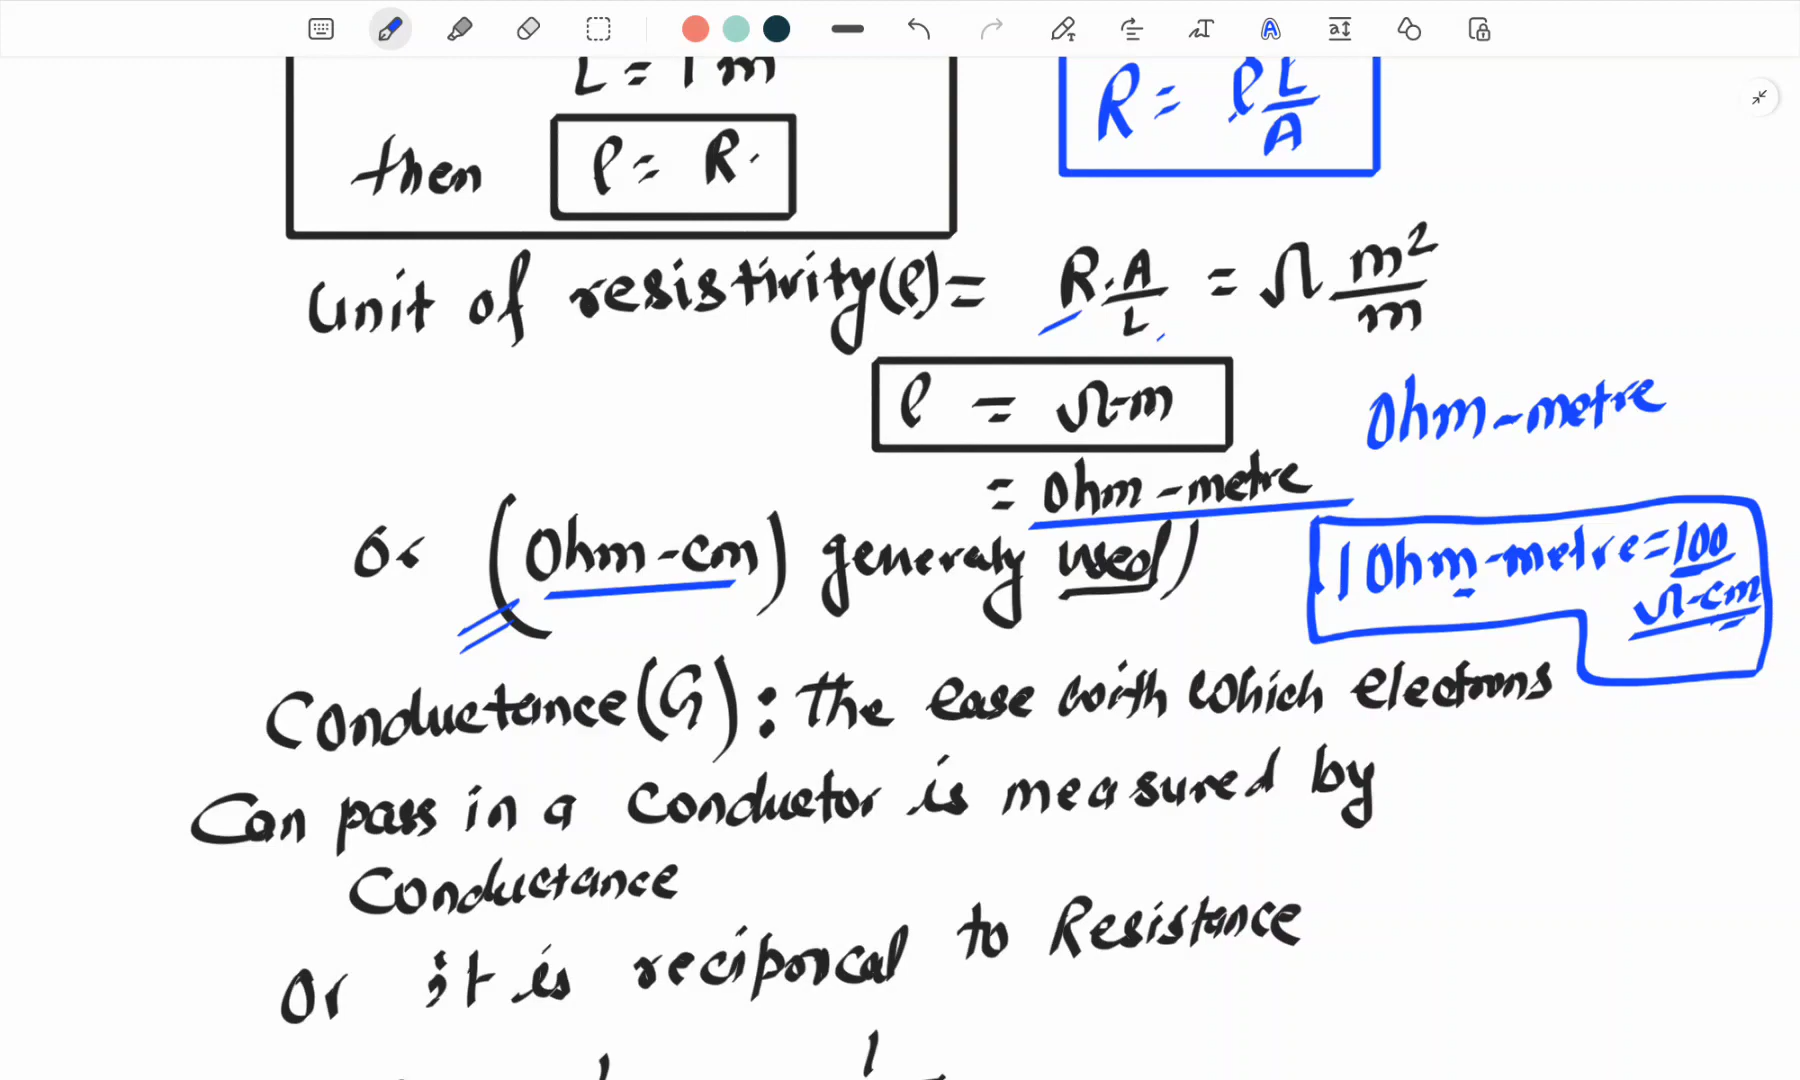 L = 1 m
R = ρL/A
then ρ = R.
Unit of resistivity(ρ) = R.A/L = Ω m²/m
ρ = Ω-m
Ohm-metre
= Ohm-metre
Or (Ohm-cm) generaly used)
1 Ohm-metre = 100
Ω-cm
Conductance(G): The ease with which electrons
Can pass in a Conductor is measured by
Conductance
Or it is reciporcal to Resistance